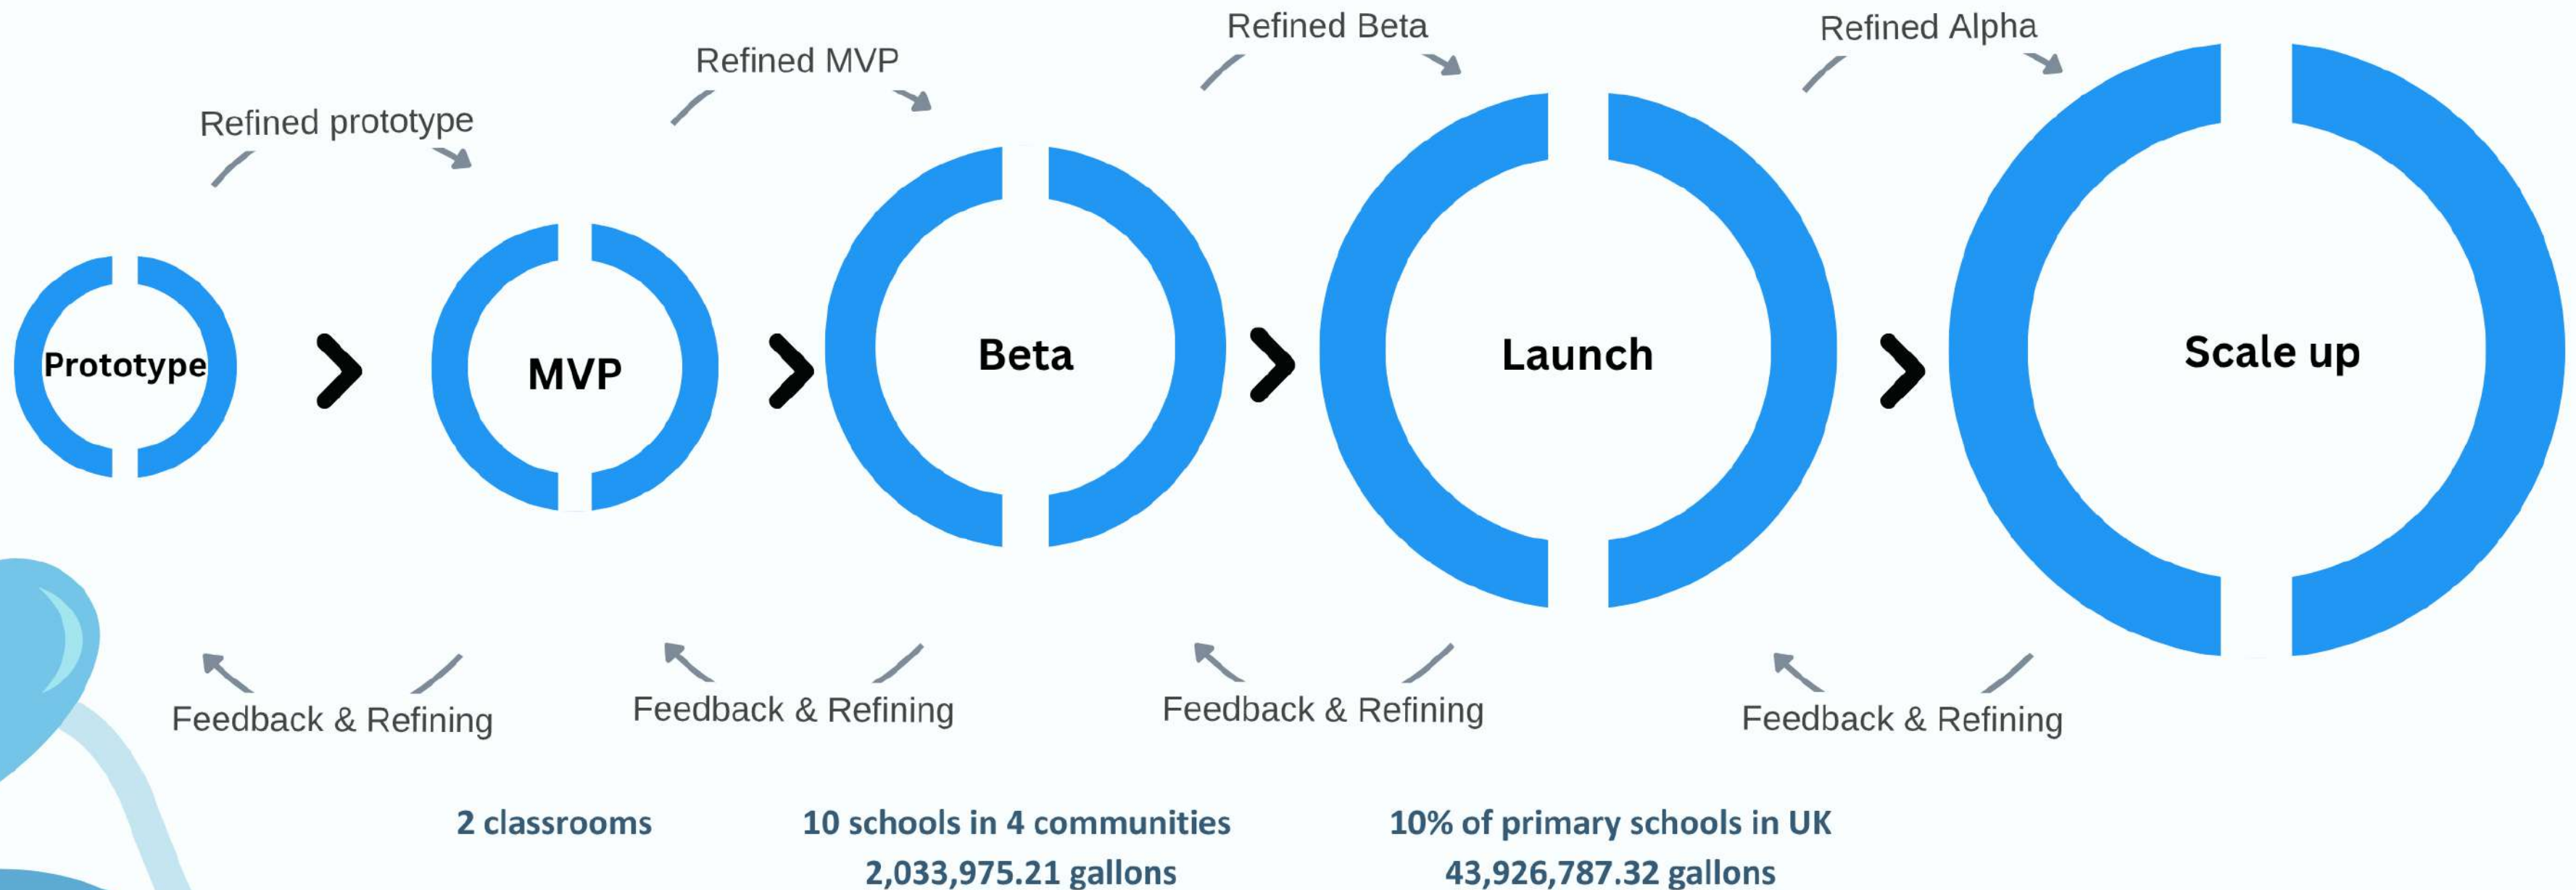 Refined prototype
Refined MVP
Refined Beta
Refined Alpha
Prototype
MVP
Beta
Launch
Scale up
Feedback & Refining
Feedback & Refining
Feedback & Refining
Feedback & Refining
2 classrooms
10 schools in 4 communities
2,033,975.21 gallons
10% of primary schools in UK
43,926,787.32 gallons